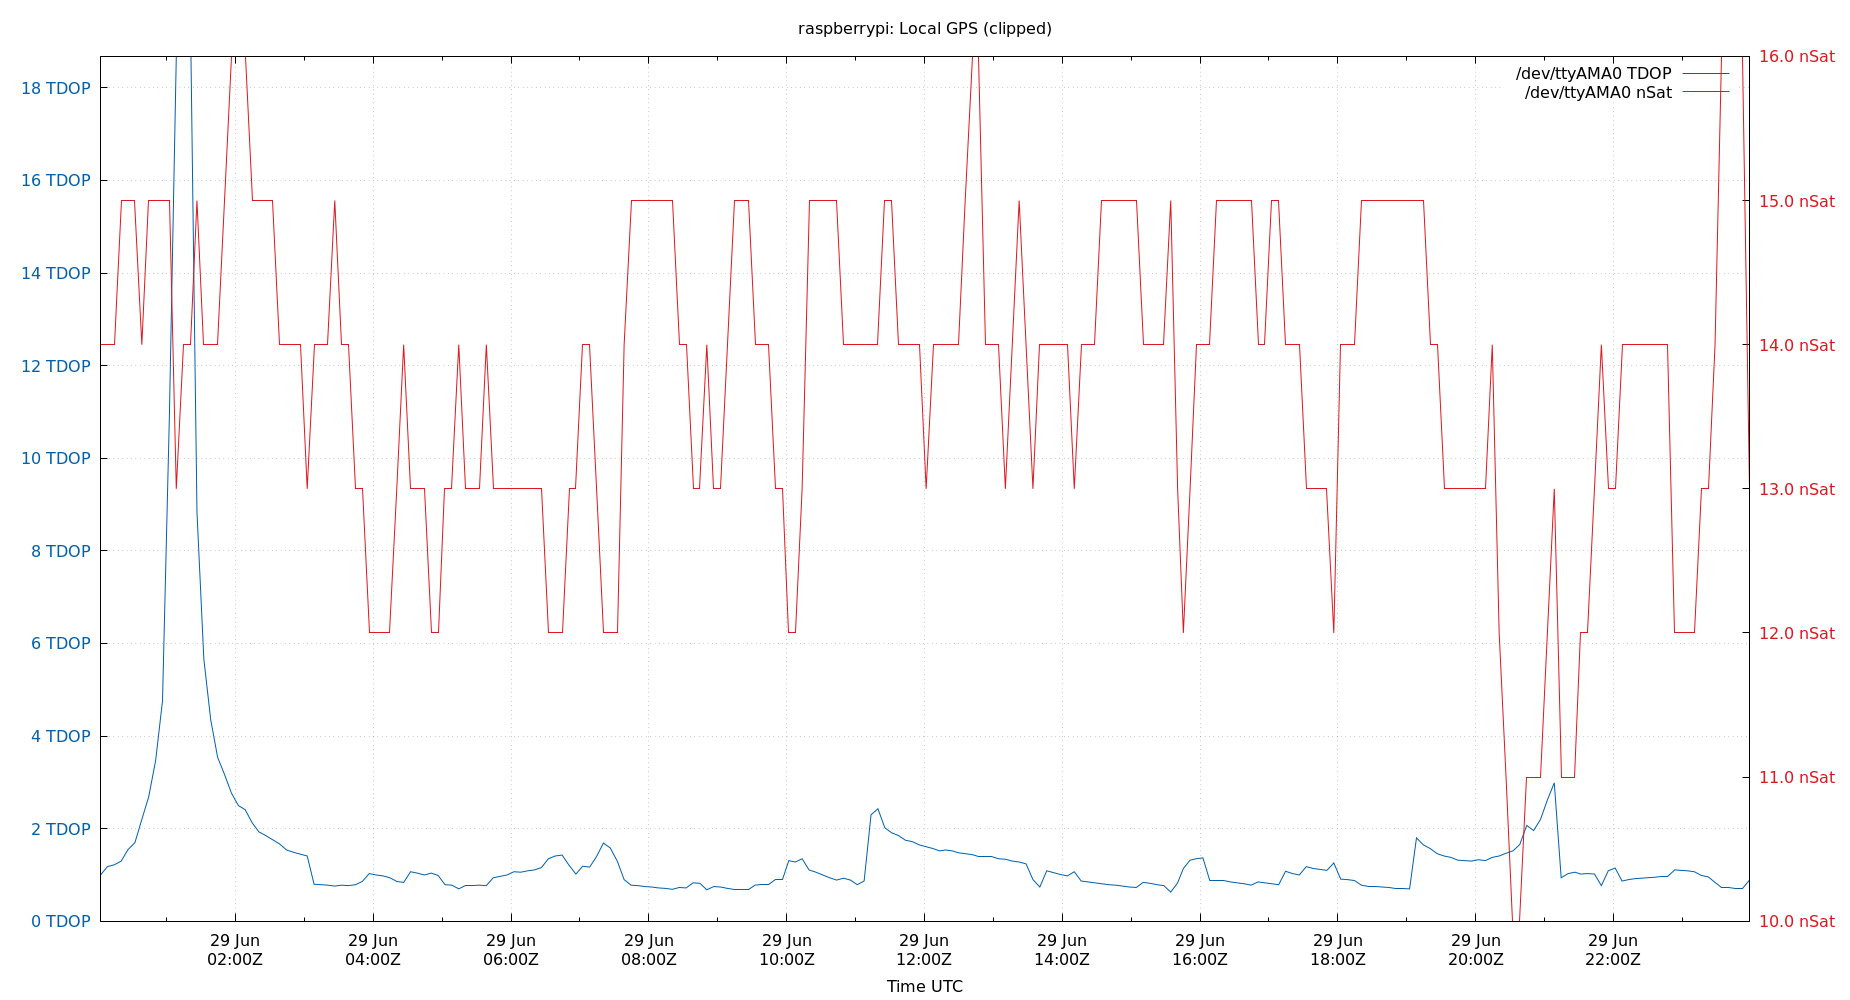 raspberrypi: Local GPS (clipped)
/dev/ttyAMA0 TDOP
/dev/ttyAMA0 nSat
18 TDOP
16 TDOP
14 TDOP
12 TDOP
10 TDOP
8 TDOP
6 TDOP
4 TDOP
2 TDOP
0 TDOP
16.0 nSat
15.0 nSat
14.0 nSat
13.0 nSat
12.0 nSat
11.0 nSat
10.0 nSat
29 Jun
02:00Z
29 Jun
04:00Z
29 Jun
06:00Z
29 Jun
08:00Z
29 Jun
10:00Z
29 Jun
12:00Z
29 Jun
14:00Z
29 Jun
16:00Z
29 Jun
18:00Z
29 Jun
20:00Z
29 Jun
22:00Z
Time UTC